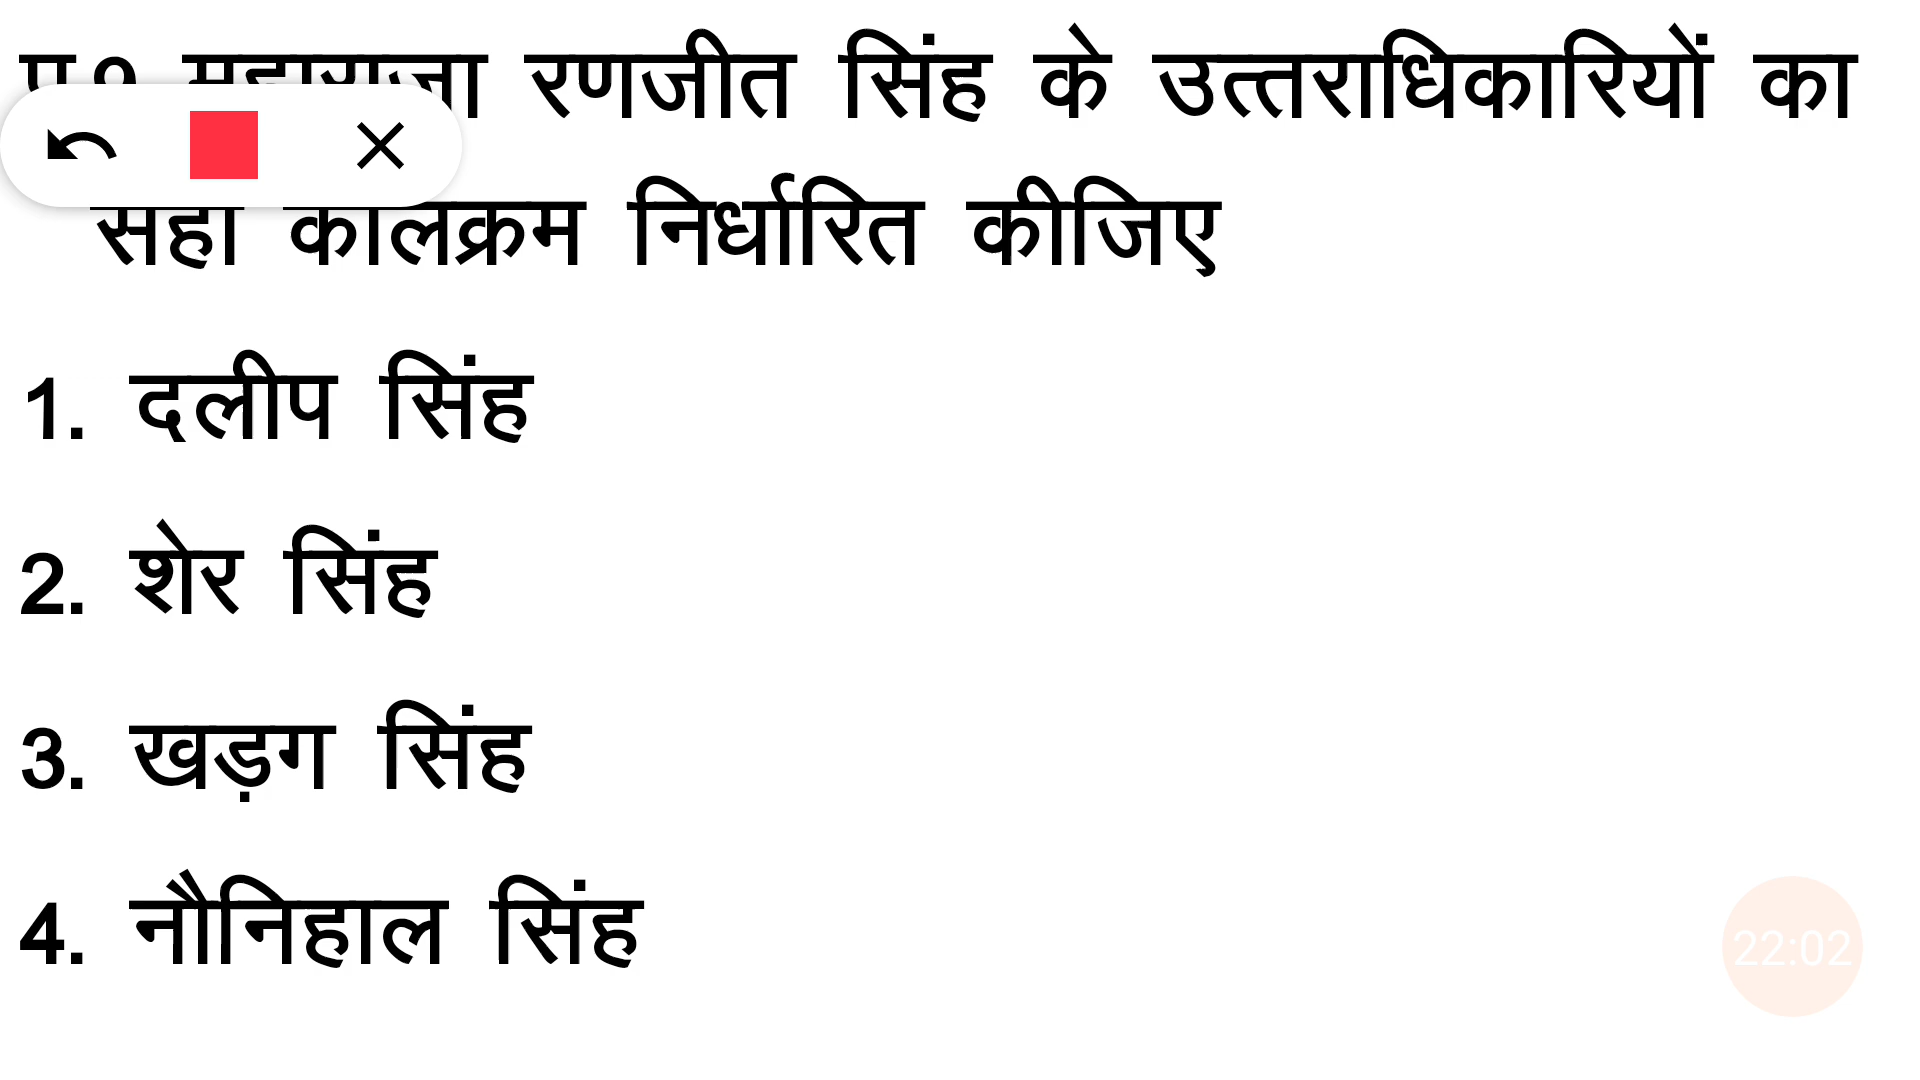 प्र० महाराजा रणजीत सिंह के उत्तराधिकारियों का
सही कालक्रम निर्धारित कीजिए
1. दलीप सिंह
2. शेर सिंह
3. खड़ग सिंह
4. नौनिहाल सिंह
22:02